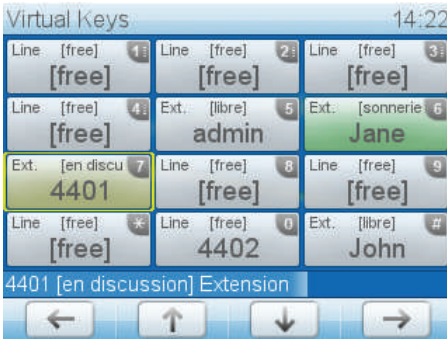 Virtual Keys 14:22
Line [free] 1
[free]
Line [free] 2
[free]
Line [free] 3
[free]
Line [free] 4
[free]
Ext. [libre] 5
admin
Ext. [sonnerie 6
Jane
Ext. [en discu 7
4401
Line [free] 8
[free]
Line [free] 9
[free]
Line [free] *
[free]
Line [free] 0
4402
Ext. [libre] #
John
4401 [en discussion] Extension